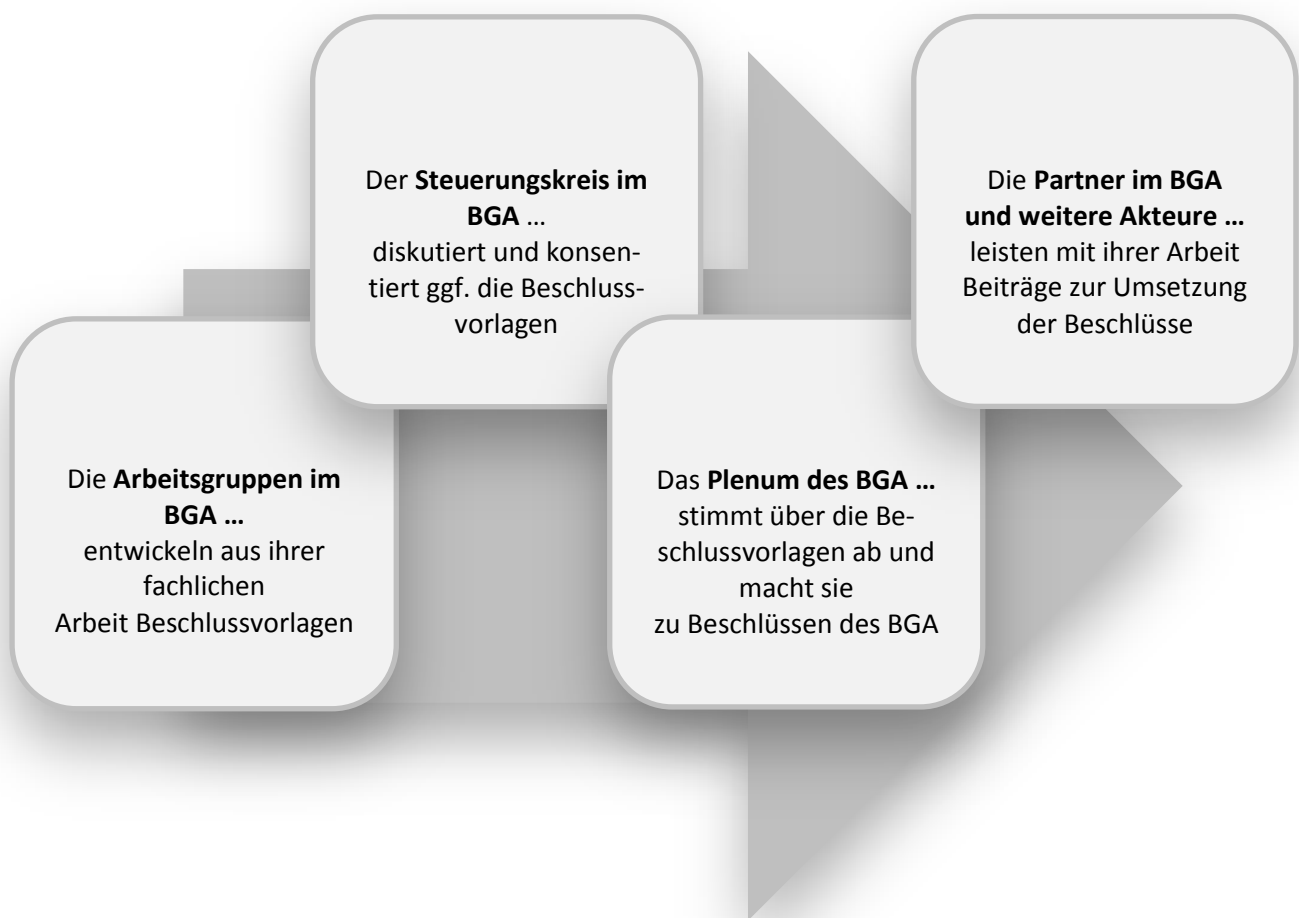 Die Arbeitsgruppen im
BGA …
entwickeln aus ihrer
fachlichen
Arbeit Beschlussvorlagen
Der Steuerungskreis im
BGA …
diskutiert und konsen-
tiert ggf. die Beschluss-
vorlagen
Das Plenum des BGA …
stimmt über die Be-
schlussvorlagen ab und
macht sie
zu Beschlüssen des BGA
Die Partner im BGA
und weitere Akteure …
leisten mit ihrer Arbeit
Beiträge zur Umsetzung
der Beschlüsse